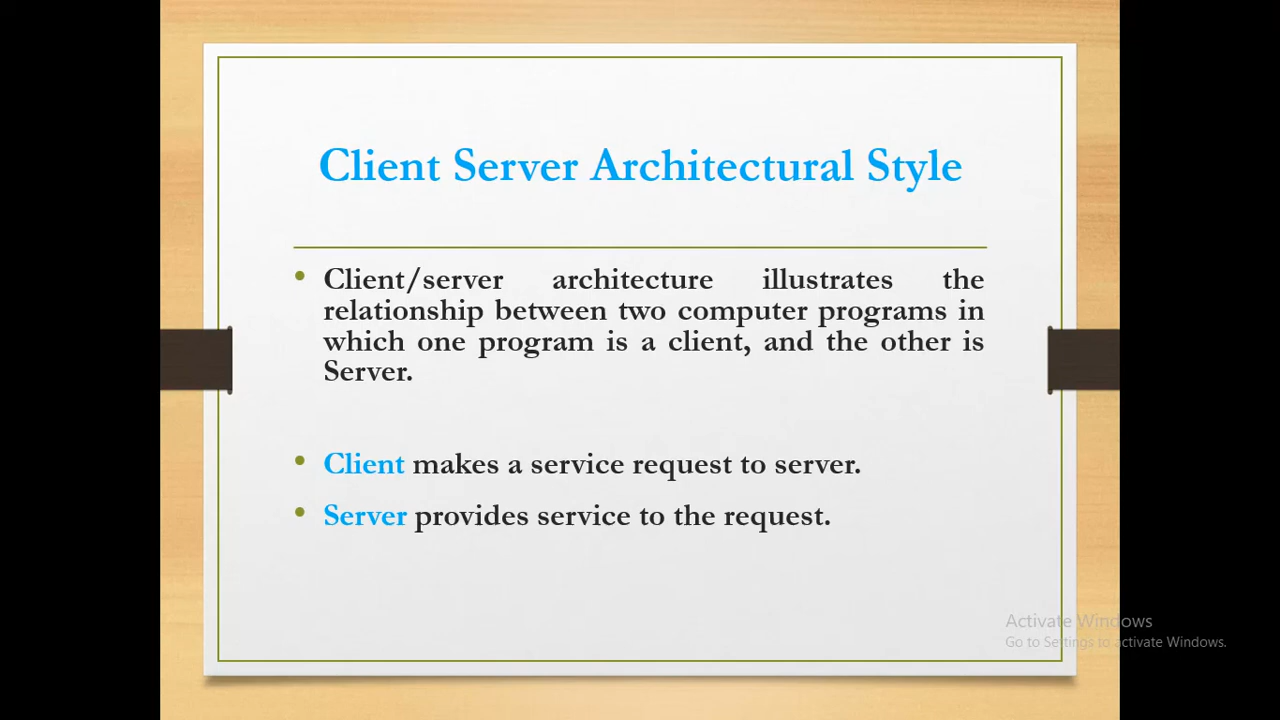 Client Server Architectural Style
• Client/server architecture illustrates the
relationship between two computer programs in
which one program is a client, and the other is
Server.
• Client makes a service request to server.
• Server provides service to the request.
Activate Windows
Go to Settings to activate Windows.